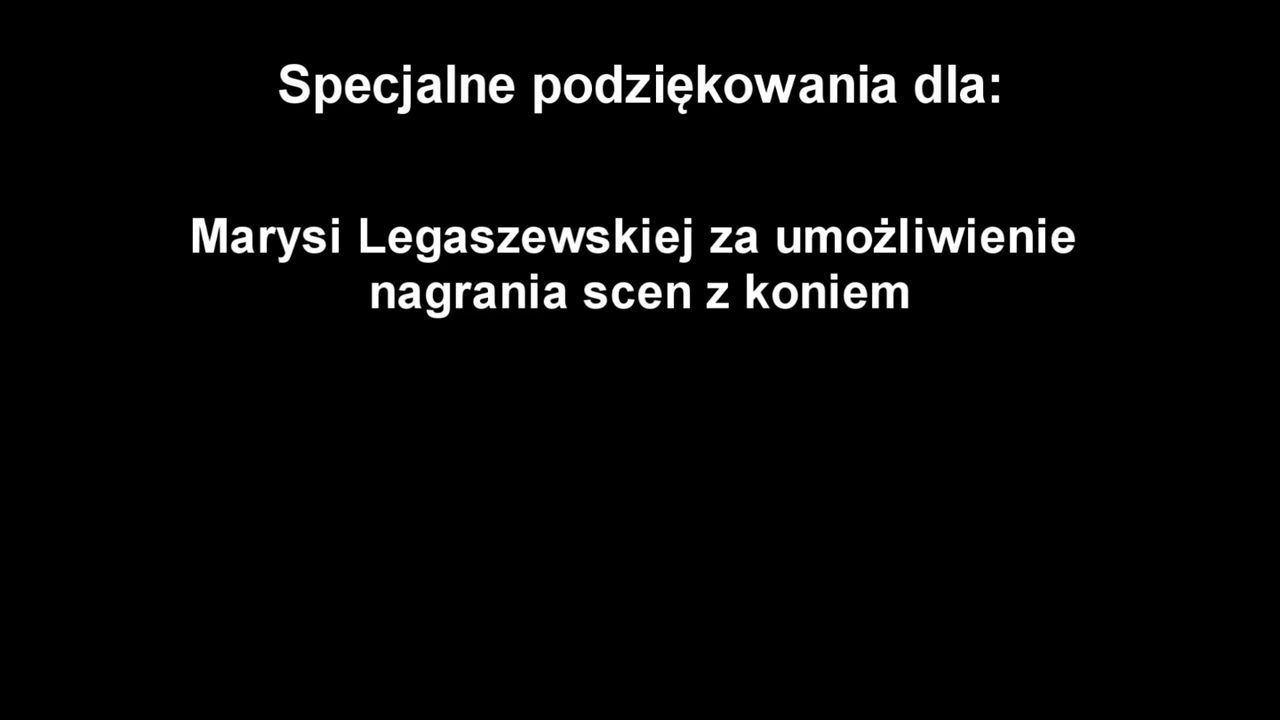 Specjalne podziękowania dla:
Marysi Legaszewskiej za umożliwienie
nagrania scen z koniem